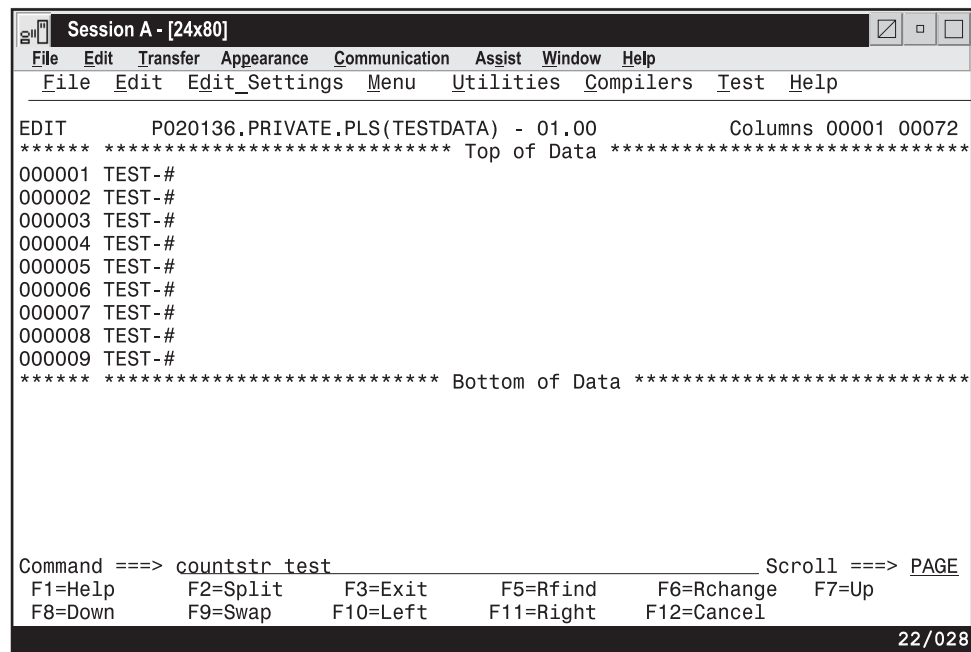 Session A - [24x80]
File Edit Transfer Appearance Communication Assist Window Help
File Edit Edit_Settings Menu Utilities Compilers Test Help
EDIT PO20136.PRIVATE.PLS(TESTDATA) - 01.00 Columns 00001 00072
****** ***************************** Top of Data ******************************
000001 TEST-#
000002 TEST-#
000003 TEST-#
000004 TEST-#
000005 TEST-#
000006 TEST-#
000007 TEST-#
000008 TEST-#
000009 TEST-#
****** **************************** Bottom of Data ****************************
Command ===> countstr test Scroll ===> PAGE
F1=Help F2=Split F3=Exit F5=Rfind F6=Rchange F7=Up
F8=Down F9=Swap F10=Left F11=Right F12=Cancel
22/028